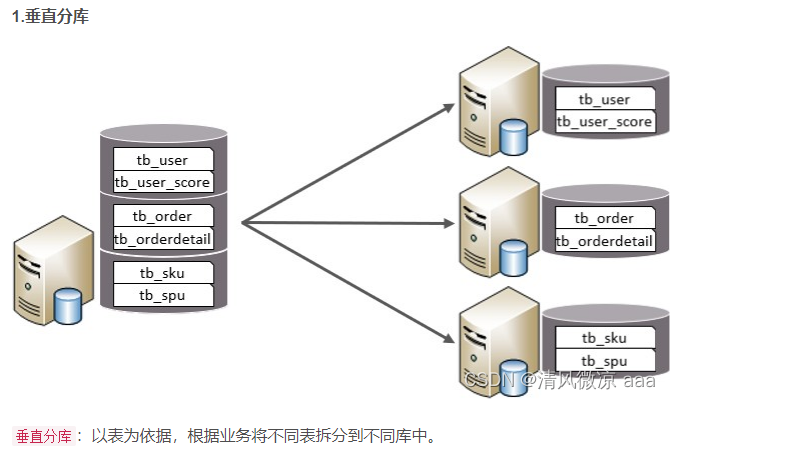 1.垂直分库
tb_user
tb_user_score
tb_order
tb_orderdetail
tb_sku
tb_spu
tb_user
tb_user_score
tb_order
tb_orderdetail
tb_sku
tb_spu
CSDN @清风微凉 aaa
垂直分库：以表为依据，根据业务将不同表拆分到不同库中。